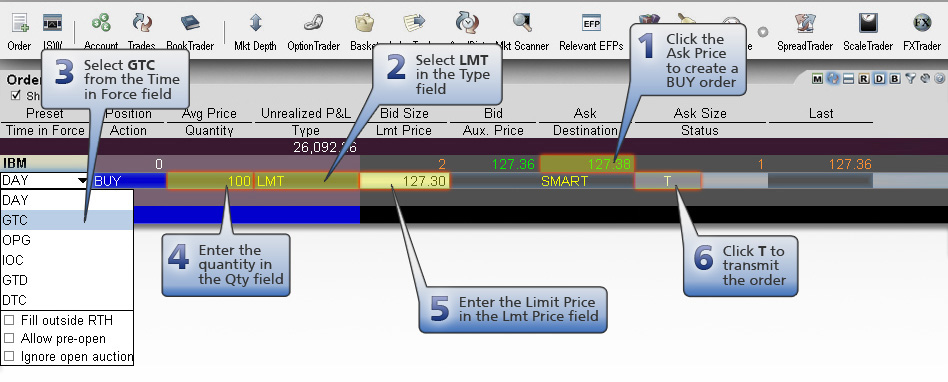 Order
ISW
Account
Trades
BookTrader
Mkt Depth
OptionTrader
Mkt Scanner
EFP
Relevant EFPs
SpreadTrader
ScaleTrader
FX
FXTrader
1 Click the
Ask Price
to create a
BUY order
2 Select LMT
in the Type
field
3 Select GTC
from the Time
in Force field
M
R D B
Preset Position Avg Price Unrealized P&L Bid Size Bid Ask Ask Size Last
Time in Force Action Quantity Type Lmt Price Aux. Price Destination Status
IBM 0 2 127.36 127.38 1 127.36
DAY BUY 100 LMT 127.30 SMART T
DAY
GTC
OPG
IOC
GTD
DTC
Fill outside RTH
Allow pre-open
Ignore open auction
4 Enter the
quantity in
the Qty field
5 Enter the Limit Price
in the Lmt Price field
6 Click T to
transmit
the order